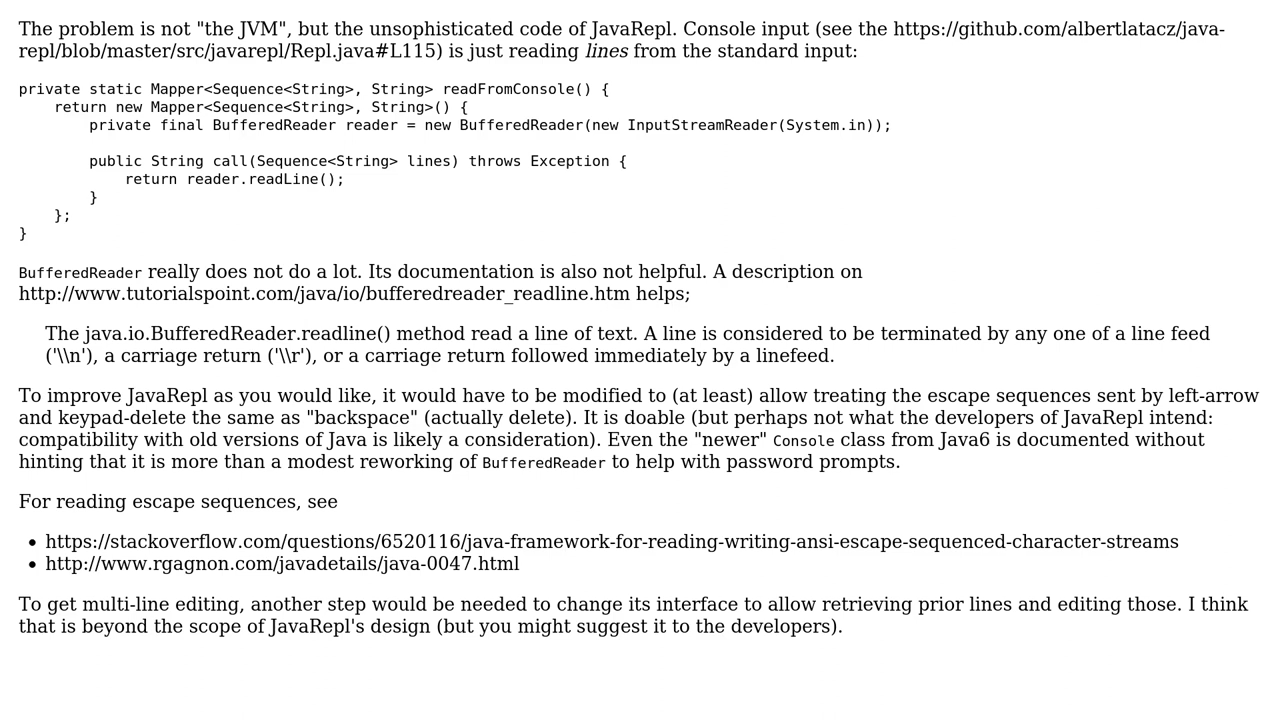 The problem is not "the JVM", but the unsophisticated code of JavaRepl. Console input (see the https://github.com/albertlatacz/java-
repl/blob/master/src/javarepl/Repl.java#L115) is just reading lines from the standard input:
private static Mapper<Sequence<String>, String> readFromConsole() {
    return new Mapper<Sequence<String>, String>() {
        private final BufferedReader reader = new BufferedReader(new InputStreamReader(System.in));

        public String call(Sequence<String> lines) throws Exception {
            return reader.readLine();
        }
    };
}
BufferedReader really does not do a lot. Its documentation is also not helpful. A description on
http://www.tutorialspoint.com/java/io/bufferedreader_readline.htm helps;
The java.io.BufferedReader.readline() method read a line of text. A line is considered to be terminated by any one of a line feed
('\\n'), a carriage return ('\\r'), or a carriage return followed immediately by a linefeed.
To improve JavaRepl as you would like, it would have to be modified to (at least) allow treating the escape sequences sent by left-arrow
and keypad-delete the same as "backspace" (actually delete). It is doable (but perhaps not what the developers of JavaRepl intend:
compatibility with old versions of Java is likely a consideration). Even the "newer" Console class from Java6 is documented without
hinting that it is more than a modest reworking of BufferedReader to help with password prompts.
For reading escape sequences, see
• https://stackoverflow.com/questions/6520116/java-framework-for-reading-writing-ansi-escape-sequenced-character-streams
• http://www.rgagnon.com/javadetails/java-0047.html
To get multi-line editing, another step would be needed to change its interface to allow retrieving prior lines and editing those. I think
that is beyond the scope of JavaRepl's design (but you might suggest it to the developers).